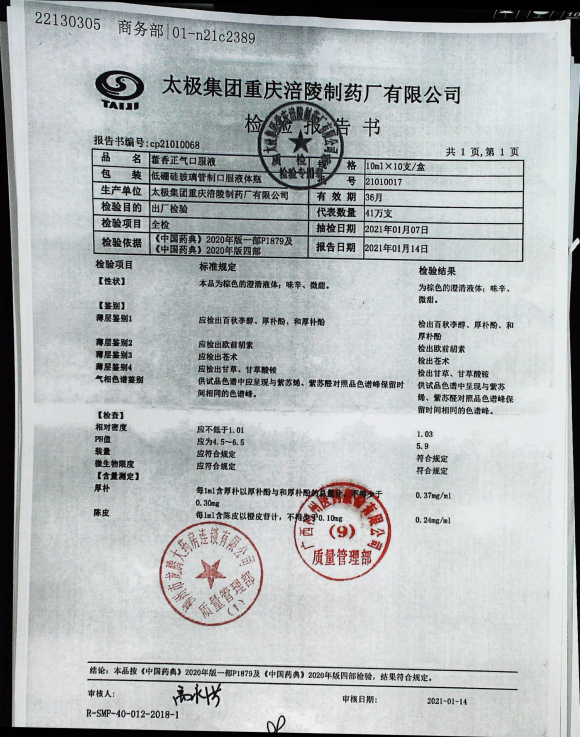 22130305 商务部 01-n21c2389
TAIJI
太极集团重庆涪陵制药厂有限公司
检验报告书
报告书编号:cp21010068
共 1 页,第 1 页
品 名 藿香正气口服液 格 10ml×10支/盒
包 装 低硼硅玻璃管制口服液体瓶 号 21010017
生产单位 太极集团重庆涪陵制药厂有限公司 有 效 期 36月
检验目的 出厂检验 代表数量 41万支
检验项目 全检 抽检日期 2021年01月07日
检验依据 《中国药典》2020年版一部P1879及《中国药典》2020年版四部 报告日期 2021年01月14日
检验项目 标准规定 检验结果
【性状】 本品为棕色的澄清液体;味辛、微甜。 为棕色的澄清液体;味辛、
微甜。
【鉴别】
薄层鉴别1 应检出百秋李醇、厚朴酚、和厚朴酚 检出百秋李醇、厚朴酚、和
厚朴酚
薄层鉴别2 应检出欧前胡素 检出欧前胡素
薄层鉴别3 应检出苍术 检出苍术
薄层鉴别4 应检出甘草、甘草酸铵 检出甘草、甘草酸铵
气相色谱鉴别 供试品色谱中应呈现与紫苏烯、紫苏醛对照品色谱峰保留时 供试品色谱中呈现与紫苏
间相同的色谱峰。 烯、紫苏醛对照品色谱峰保
留时间相同的色谱峰。
【检查】
相对密度 应不低于1.01 1.03
PH值 应为4.5~6.5 5.9
装量 应符合规定 符合规定
微生物限度 应符合规定 符合规定
【含量测定】
厚朴 每1ml含厚朴以厚朴酚与和厚朴酚的总量计,不得少于 0.37mg/ml
0.30mg
陈皮 每1ml含陈皮以橙皮苷计,不得少于0.10mg 0.24mg/ml
质 检
检验专用章
(9)
质量管理部
大药房连锁有限公司
质量管理部
(1)
结论:本品按《中国药典》2020年版一部P1879及《中国药典》2020年版四部检验,结果符合规定。
审核人: 审核日期: 2021-01-14
R-SMP-40-012-2018-1